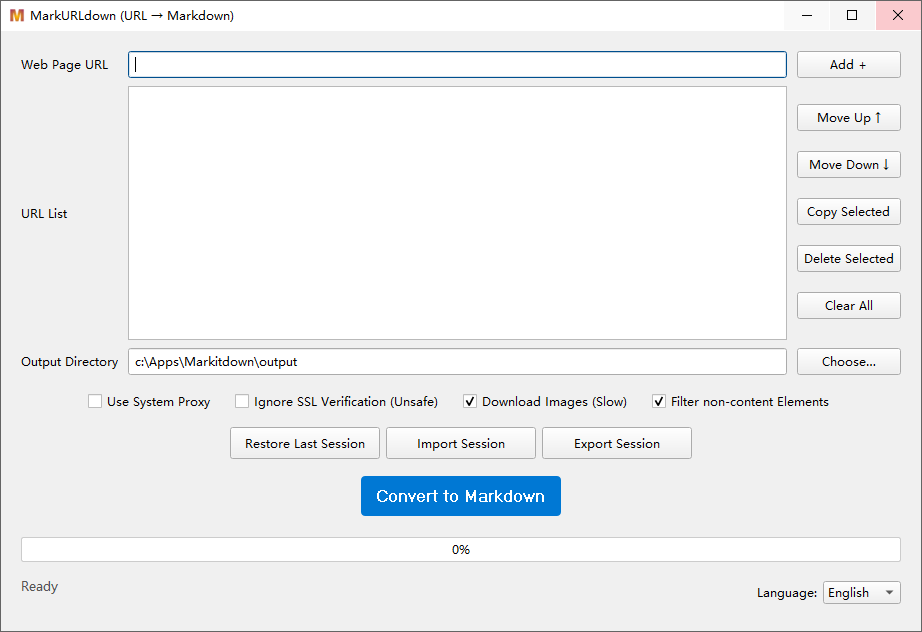 MarkURLdown (URL → Markdown)
Web Page URL
Add +
Move Up ↑
Move Down ↓
URL List
Copy Selected
Delete Selected
Clear All
Output Directory
c:\Apps\Markitdown\output
Choose...
Use System Proxy
Ignore SSL Verification (Unsafe)
Download Images (Slow)
Filter non-content Elements
Restore Last Session
Import Session
Export Session
Convert to Markdown
0%
Ready
Language:
English